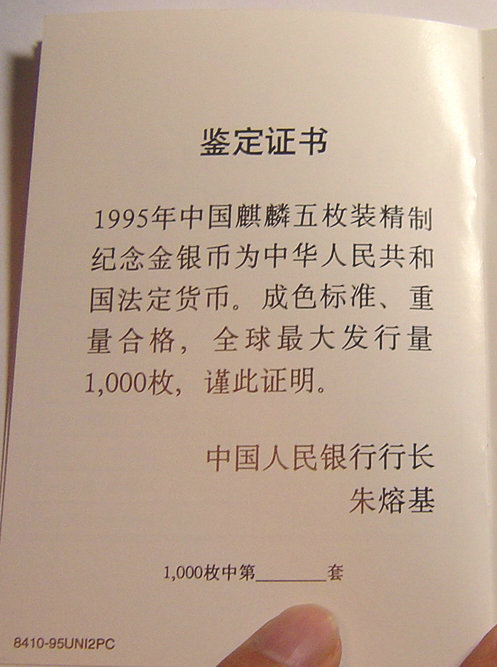 鉴定证书
1995年中国麒麟五枚装精制
纪念金银币为中华人民共和
国法定货币。成色标准、重
量合格，全球最大发行量
1,000枚，谨此证明。
中国人民银行行长
朱熔基
1,000枚中第_______套
8410-95UNI2PC